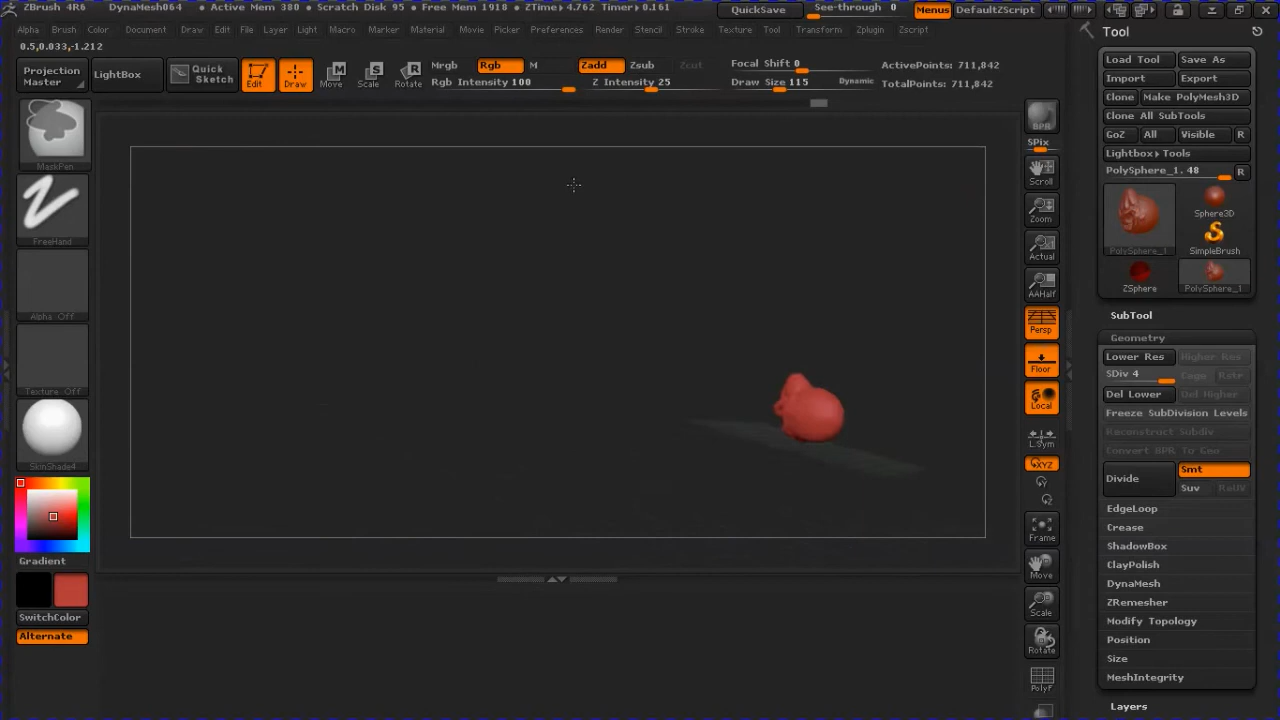 ZBrush 4R6 DynaMesh064 • Active Mem 380 • Scratch Disk 95 • Free Mem 1918 • ZTime▸4.762 Timer▸0.161 QuickSave See-through 0 Menus DefaultZScript
Alpha Brush Color Document Draw Edit File Layer Light Macro Marker Material Movie Picker Preferences Render Stencil Stroke Texture Tool Transform Zplugin Zscript
Tool
0.5,0.033,-1.212
Projection Master
LightBox
Quick Sketch
Edit
Draw
Move
Scale
Rotate
Mrgb Rgb M
Rgb Intensity 100
Zadd Zsub Zcut
Z Intensity 25
Focal Shift 0
Draw Size 115 Dynamic
ActivePoints: 711,842
TotalPoints: 711,842
MaskPen
FreeHand
Alpha Off
Texture Off
SkinShade4
Gradient
SwitchColor
Alternate
BPR
SPix
Scroll
Zoom
Actual
AAHalf
Persp
Floor
Local
L.Sym
XYZ
Y
Z
Frame
Move
Scale
Rotate
PolyF
Load Tool Save As
Import Export
Clone Make PolyMesh3D
Clone All SubTools
GoZ All Visible R
Lightbox▸Tools
PolySphere_1. 48 R
PolySphere_1
Sphere3D
SimpleBrush
ZSphere
PolySphere_1
SubTool
Geometry
Lower Res Higher Res
SDiv 4 Cage Rstr
Del Lower Del Higher
Freeze SubDivision Levels
Reconstruct Subdiv
Convert BPR To Geo
Divide
Smt
Suv ReUV
EdgeLoop
Crease
ShadowBox
ClayPolish
DynaMesh
ZRemesher
Modify Topology
Position
Size
MeshIntegrity
Layers